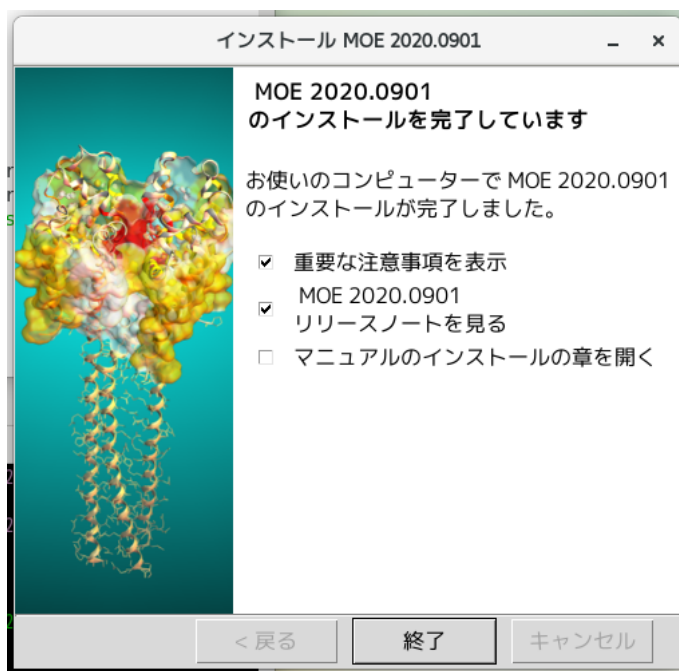 インストール MOE 2020.0901
MOE 2020.0901
のインストールを完了しています
お使いのコンピューターで MOE 2020.0901
のインストールが完了しました。
重要な注意事項を表示
MOE 2020.0901
リリースノートを見る
マニュアルのインストールの章を開く
< 戻る
終了
キャンセル